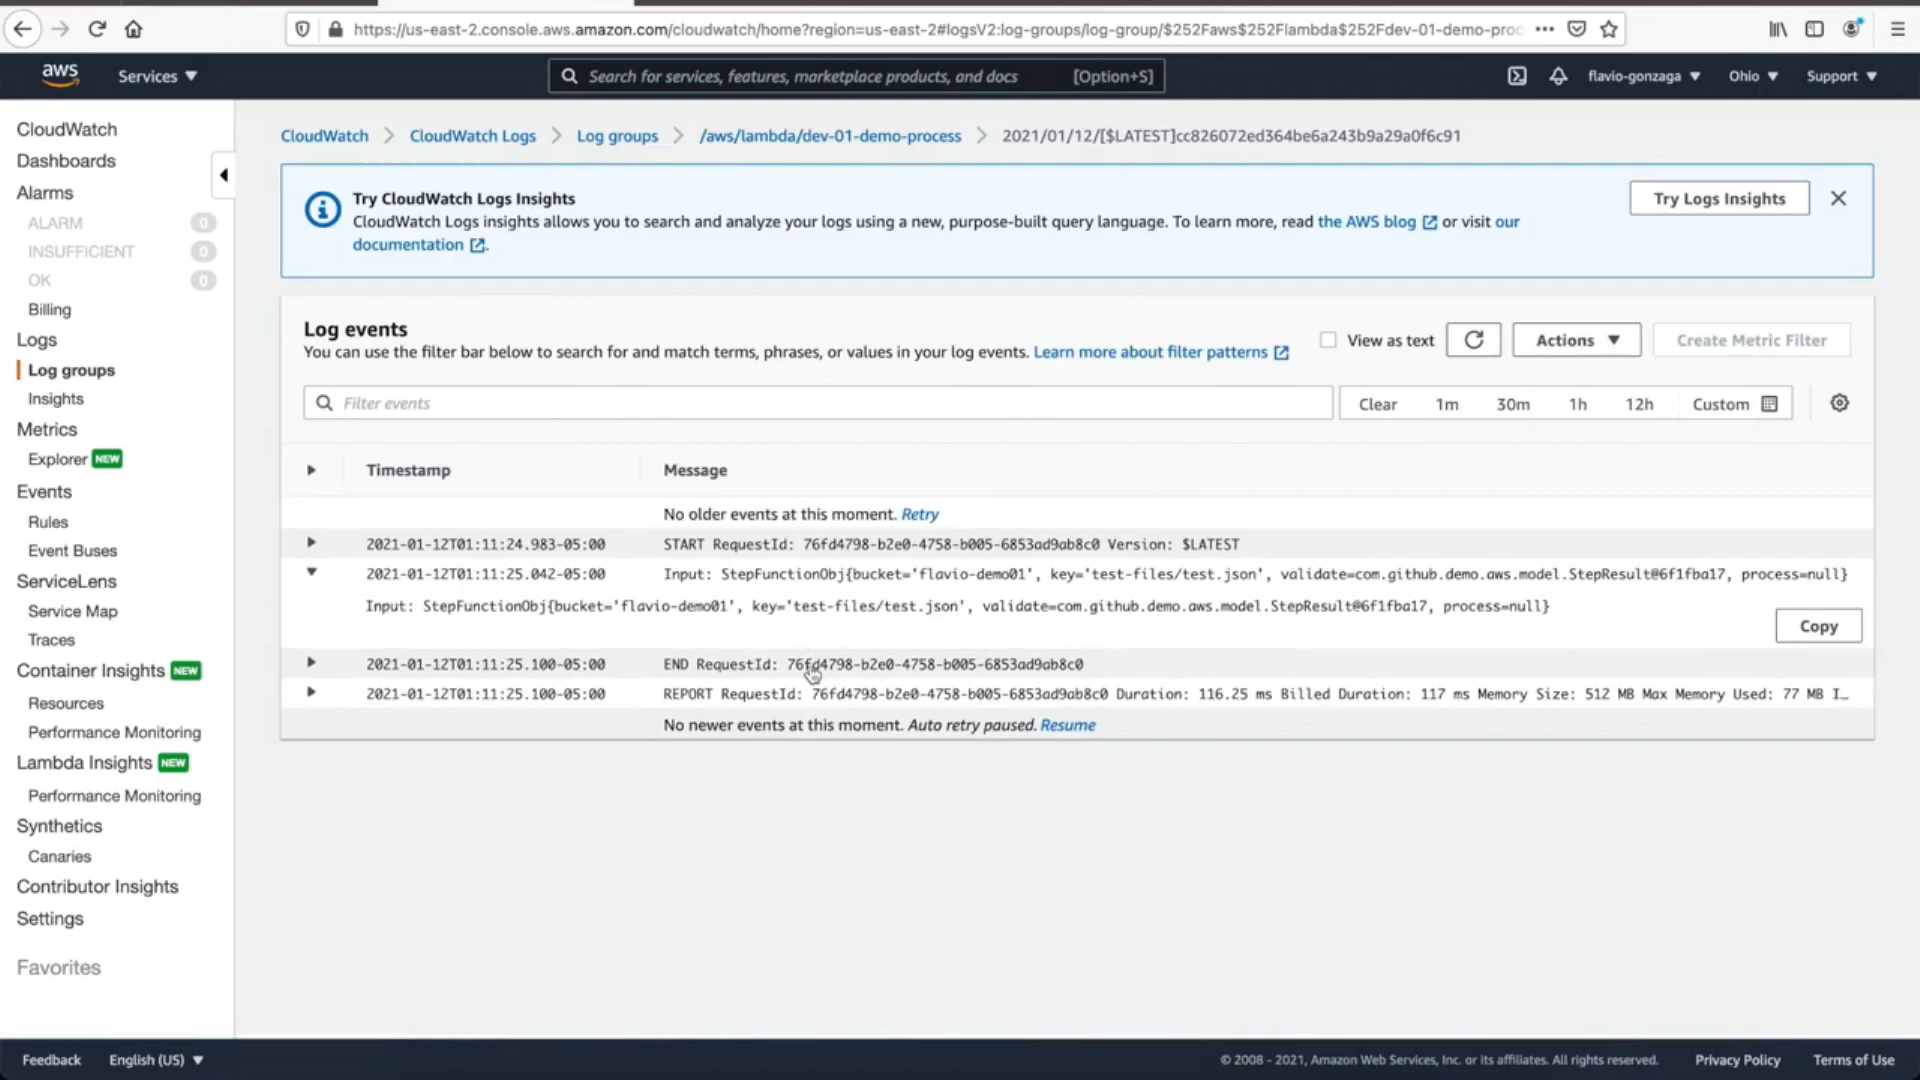 https://us-east-2.console.aws.amazon.com/cloudwatch/home?region=us-east-2#logsV2:log-groups/log-group/$252Faws$252Flambda$252Fdev-01-demo-proc
aws Services Search for services, features, marketplace products, and docs [Option+S] flavio-gonzaga Ohio Support
CloudWatch
Dashboards
Alarms
ALARM 0
INSUFFICIENT 0
OK 0
Billing
Logs
Log groups
Insights
Metrics
Explorer NEW
Events
Rules
Event Buses
ServiceLens
Service Map
Traces
Container Insights NEW
Resources
Performance Monitoring
Lambda Insights NEW
Performance Monitoring
Synthetics
Canaries
Contributor Insights
Settings
Favorites
CloudWatch CloudWatch Logs Log groups /aws/lambda/dev-01-demo-process 2021/01/12/[$LATEST]cc826072ed364be6a243b9a29a0f6c91
Try CloudWatch Logs Insights
CloudWatch Logs insights allows you to search and analyze your logs using a new, purpose-built query language. To learn more, read the AWS blog or visit our
documentation .
Try Logs Insights
Log events
You can use the filter bar below to search for and match terms, phrases, or values in your log events. Learn more about filter patterns
View as text Actions Create Metric Filter
Filter events Clear 1m 30m 1h 12h Custom
Timestamp Message
No older events at this moment. Retry
2021-01-12T01:11:24.983-05:00 START RequestId: 76fd4798-b2e0-4758-b005-6853ad9ab8c0 Version: $LATEST
2021-01-12T01:11:25.042-05:00 Input: StepFunctionObj{bucket='flavio-demo01', key='test-files/test.json', validate=com.github.demo.aws.model.StepResult@6f1fba17, process=null}
Input: StepFunctionObj{bucket='flavio-demo01', key='test-files/test.json', validate=com.github.demo.aws.model.StepResult@6f1fba17, process=null}
Copy
2021-01-12T01:11:25.100-05:00 END RequestId: 76fd4798-b2e0-4758-b005-6853ad9ab8c0
2021-01-12T01:11:25.100-05:00 REPORT RequestId: 76fd4798-b2e0-4758-b005-6853ad9ab8c0 Duration: 116.25 ms Billed Duration: 117 ms Memory Size: 512 MB Max Memory Used: 77 MB I…
No newer events at this moment. Auto retry paused. Resume
Feedback English (US) © 2008 - 2021, Amazon Web Services, Inc. or its affiliates. All rights reserved. Privacy Policy Terms of Use